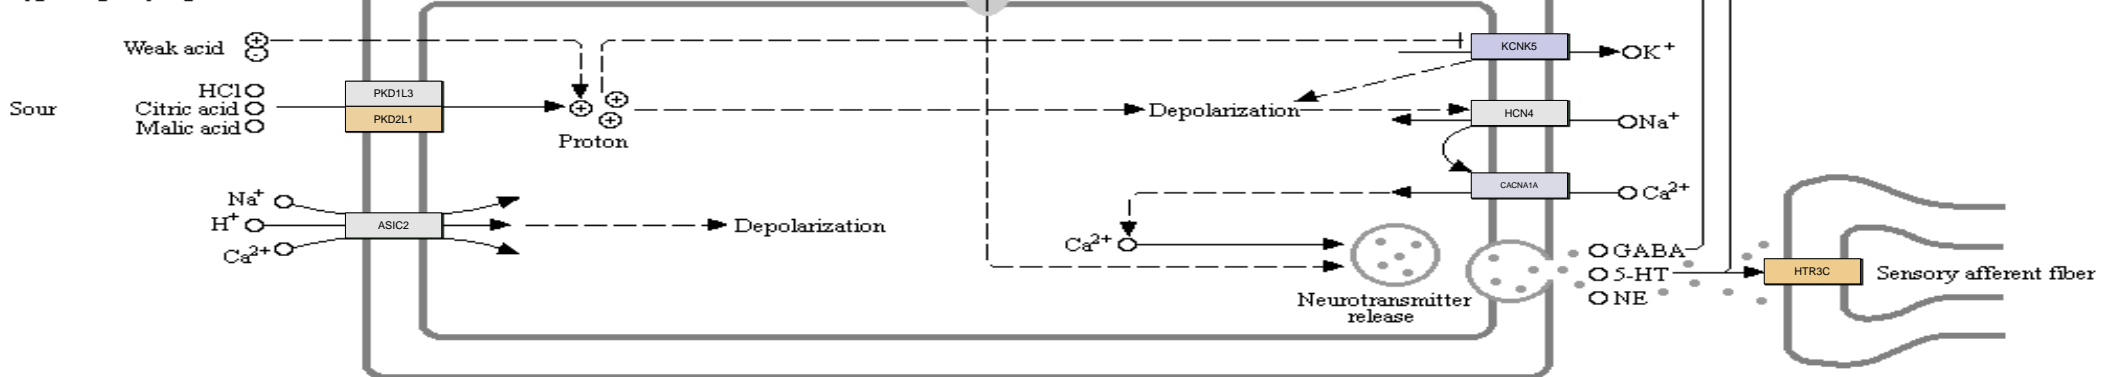 Weak acid
KCNK5
K+
HCl
PKD1L3
Sour
Citric acid
Depolarization
HCN4
Na+
PKD2L1
Malic acid
Proton
Na+
CACNA1A
Ca2+
H+
ASIC2
Depolarization
Ca2+
Ca2+
GABA
5-HT
HTR3C
Sensory afferent fiber
NE
Neurotransmitter
release